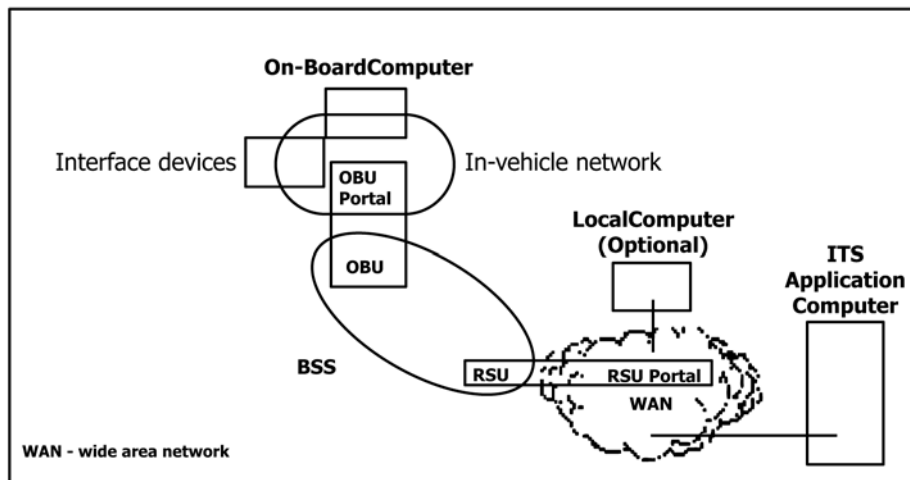 On-BoardComputer
Interface devices
In-vehicle network
OBU
Portal
OBU
LocalComputer
(Optional)
ITS
Application
Computer
BSS
RSU
RSU Portal
WAN
WAN - wide area network